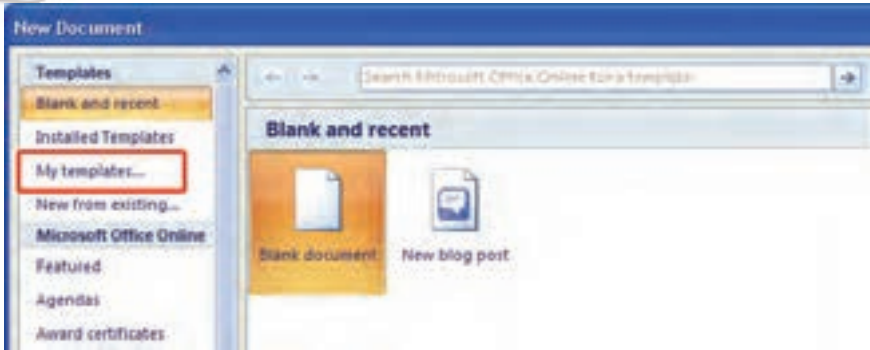 New Document
Templates
Blank and recent
Installed Templates
My templates...
New from existing...
Microsoft Office Online
Featured
Agendas
Award certificates
Search Microsoft Office Online for a template
Blank and recent
Blank document
New blog post